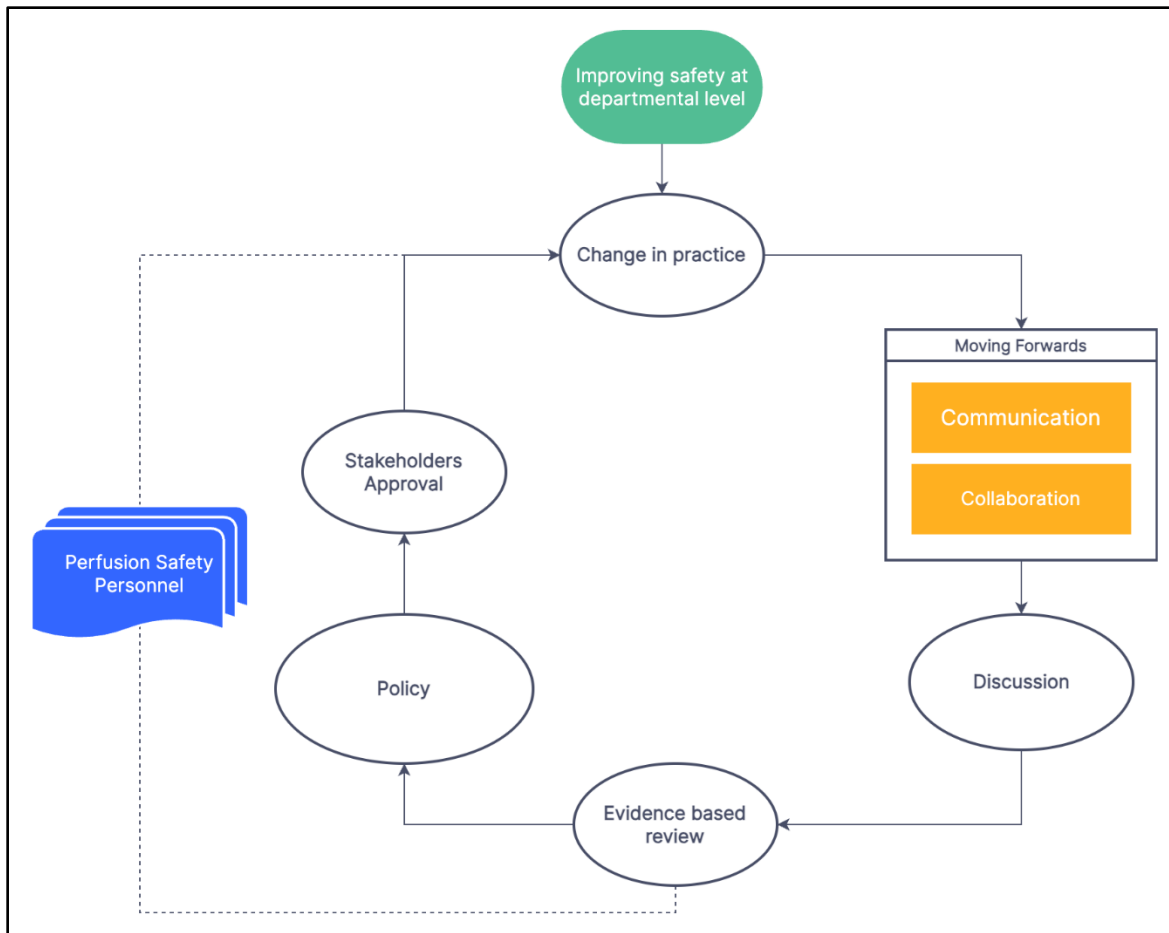 Improving safety at
departmental level
Change in practice
Moving Forwards
Communication
Collaboration
Discussion
Evidence based
review
Policy
Stakeholders
Approval
Perfusion Safety
Personnel